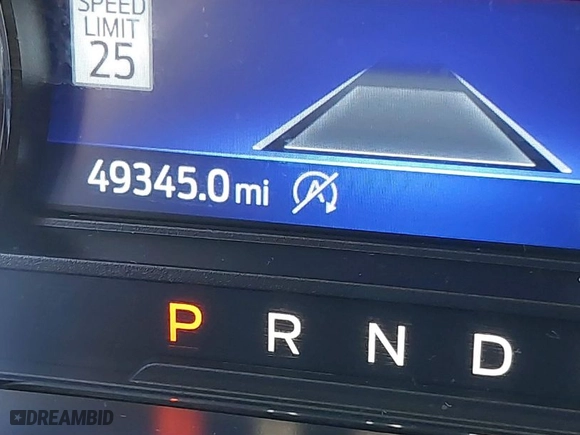 SPEED
LIMIT
25
49345.0 mi
A
P R N D
DREAMBID